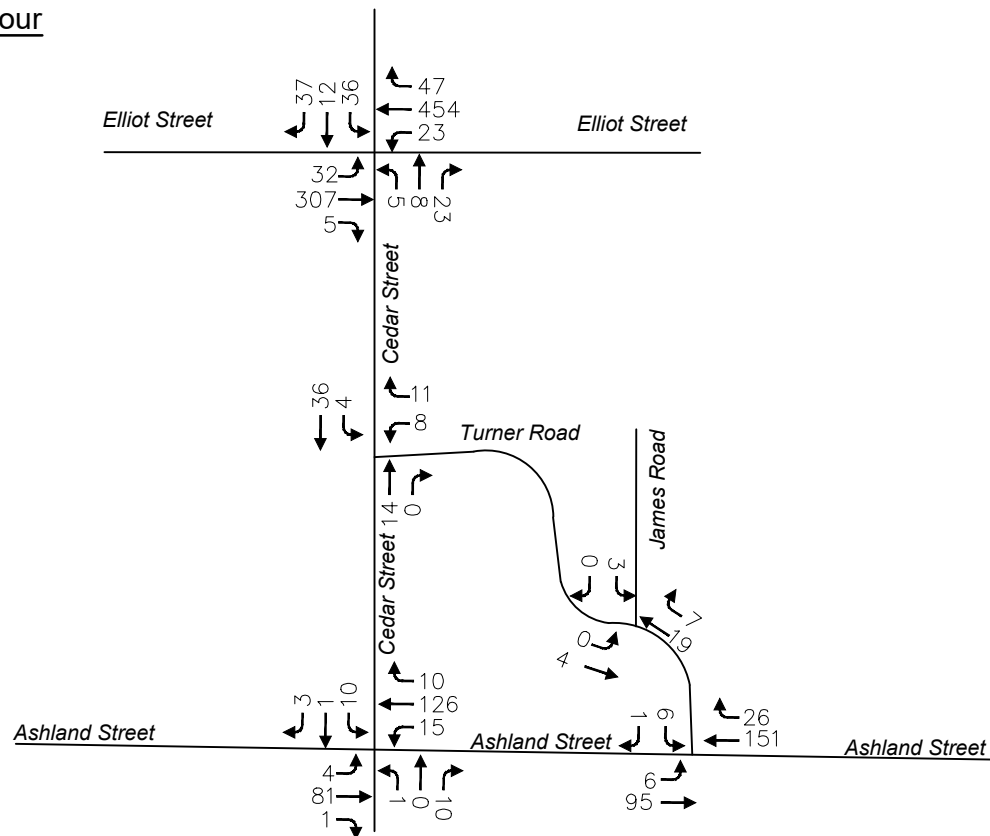 our
37 12 36
47
454
23
Elliot Street
Elliot Street
32
307
5
5 8 23
Cedar Street
36 4
11
8
Turner Road
14 0
James Road
Cedar Street
0 3
7
19
0
4
3 1 10
10
126
15
1 6
26
151
Ashland Street
Ashland Street
Ashland Street
4
81
1
1 0 10
6
95